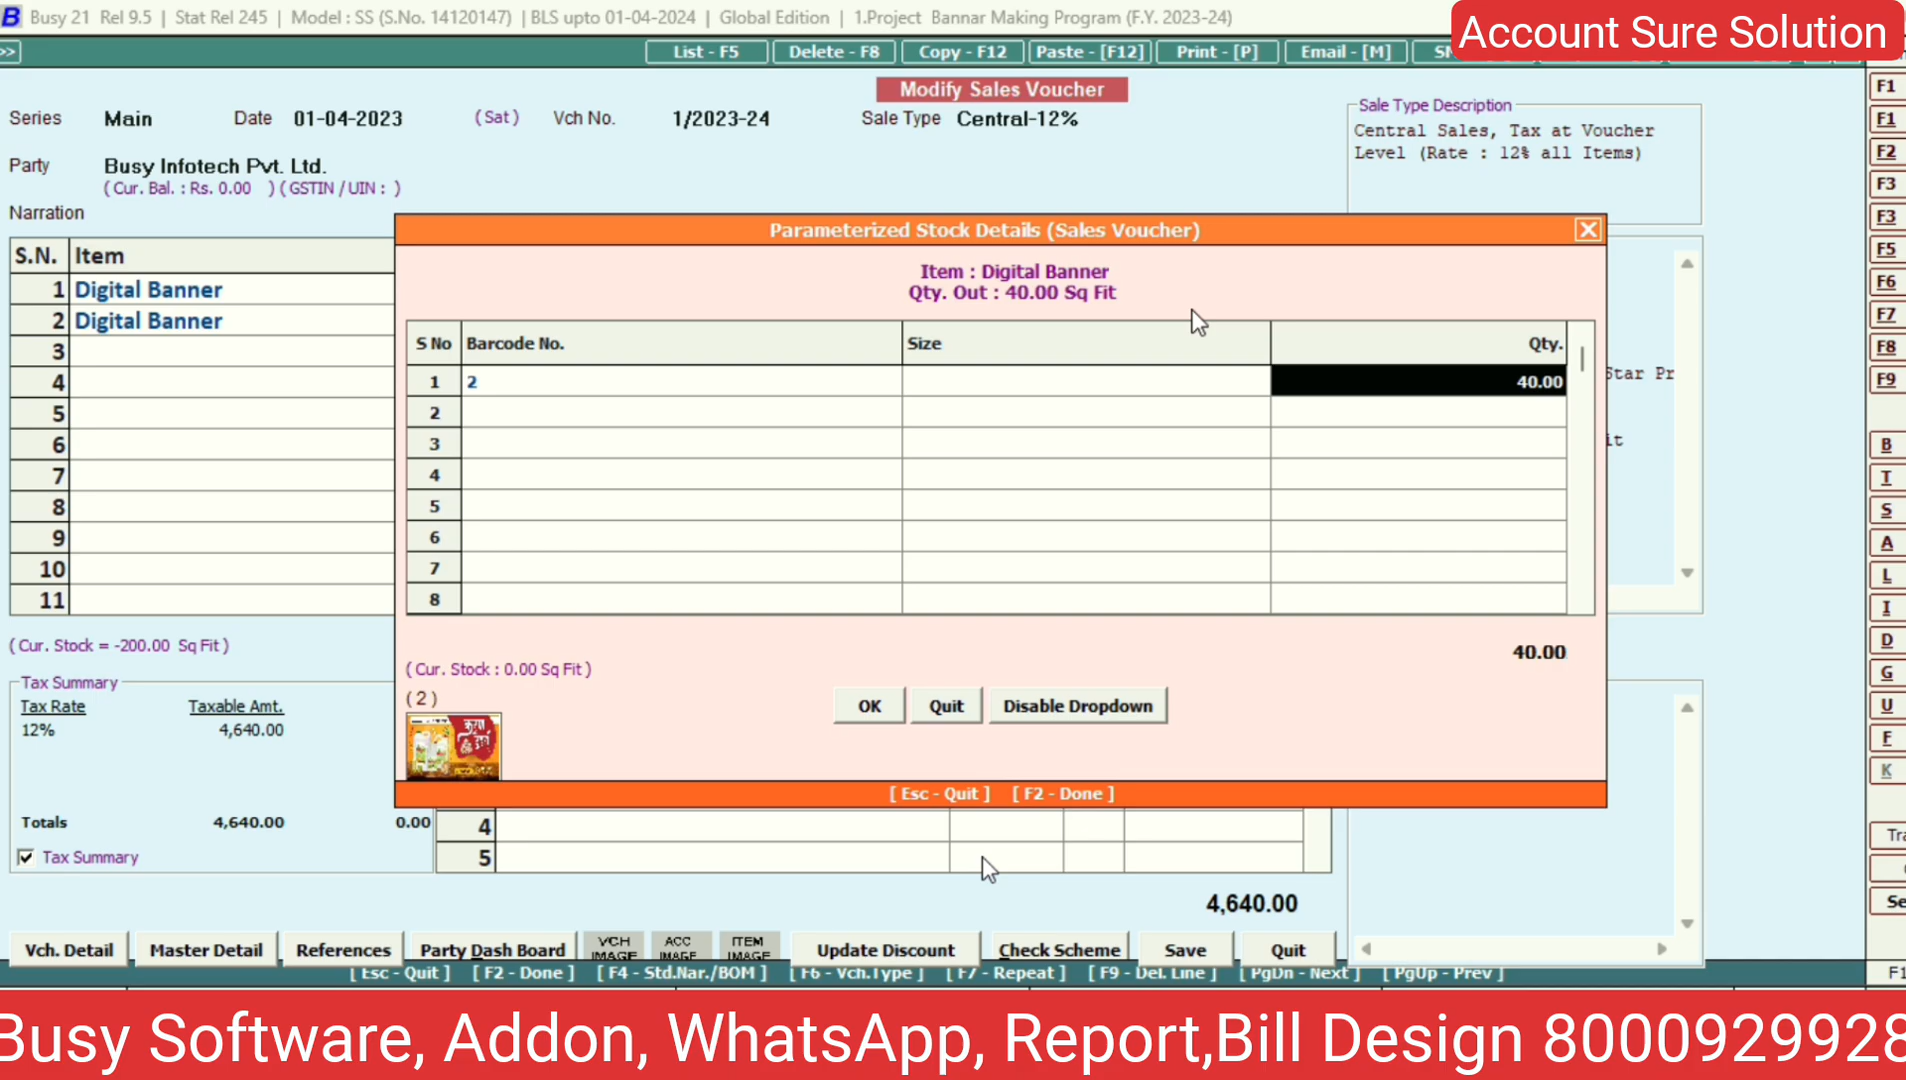 Busy 21 Rel 9.5 | Stat Rel 245 | Model : SS (S.No. 14120147) | BLS upto 01-04-2024 | Global Edition | 1.Project Bannar Making Program (F.Y. 2023-24)
Account Sure Solution
>>
List - F5
Delete - F8
Copy - F12
Paste - [F12]
Print - [P]
Email - [M]
Modify Sales Voucher
Series Main Date 01-04-2023 (Sat) Vch No. 1/2023-24 Sale Type Central-12%
Sale Type Description
Central Sales, Tax at Voucher
Level (Rate : 12% all Items)
Party Busy Infotech Pvt. Ltd.
( Cur. Bal. : Rs. 0.00 ) ( GSTIN / UIN : )
Narration
S.N. Item
1 Digital Banner
2 Digital Banner
3
4
5
6
7
8
9
10
11
Parameterized Stock Details (Sales Voucher)
Item : Digital Banner
Qty. Out : 40.00 Sq Fit
S No Barcode No. Size Qty.
1 2 40.00
2
3
4
5
6
7
8
40.00
( Cur. Stock : 0.00 Sq Fit )
( 2 )
OK
Quit
Disable Dropdown
[ Esc - Quit ] [ F2 - Done ]
Star Pr
it
( Cur. Stock = -200.00 Sq Fit )
Tax Summary
Tax Rate Taxable Amt.
12% 4,640.00
Totals 4,640.00 0.00
Tax Summary
4
5
4,640.00
Vch. Detail
Master Detail
References
Party Dash Board
VCH IMAGE
ACC IMAGE
ITEM IMAGE
Update Discount
Check Scheme
Save
Quit
[ Esc - Quit ] [ F2 - Done ] [ F4 - Std.Nar./BOM ] [ F6 - Vch.Type ] [ F7 - Repeat ] [ F9 - Del. Line ] [ PgDn - Next ] [ PgUp - Prev ]
F1
F1
F2
F3
F3
F5
F6
F7
F8
F9
B
T
S
A
L
I
D
G
U
F
K
Tra
Se
F1
Busy Software, Addon, WhatsApp, Report,Bill Design 8000929928